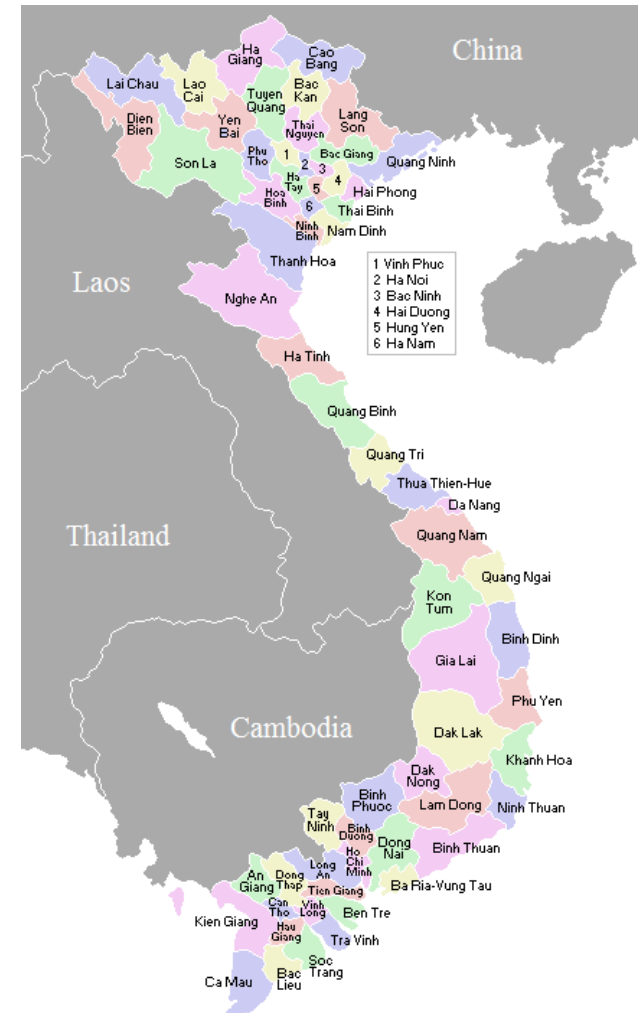 China
Ha
Giang
Cao
Bang
Lai Chau
Lao
Cai
Bac
Kan
Tuyen
Quang
Dien
Bien
Yen
Bai
Lang
Son
Thai
Nguyen
Phu
Tho
1
Bac Giang
Quang Ninh
Son La
2
3
Ha
Tay
4
5
Hai Phong
Hoa
Binh
6
Thai Binh
Ninh
Binh
Nam Dinh
Thanh Hoa
1 Vinh Phuc
2 Ha Noi
3 Bac Ninh
4 Hai Duong
5 Hung Yen
6 Ha Nam
Laos
Nghe An
Ha Tinh
Quang Binh
Quang Tri
Thua Thien-Hue
Da Nang
Thailand
Quang Nam
Quang Ngai
Kon
Tum
Binh Dinh
Gia Lai
Phu Yen
Cambodia
Dak Lak
Khanh Hoa
Dak
Nong
Binh
Phuoc
Lam Dong
Ninh Thuan
Tay
Ninh
Binh
Duong
Dong
Nai
Binh Thuan
Ho
Chi
Minh
Long
An
An
Giang
Dong
Thap
Tien Giang
Ba Ria-Vung Tau
Can
Tho
Vinh
Long
Ben Tre
Kien Giang
Hau
Giang
Tra Vinh
Soc
Trang
Ca Mau
Bac
Lieu